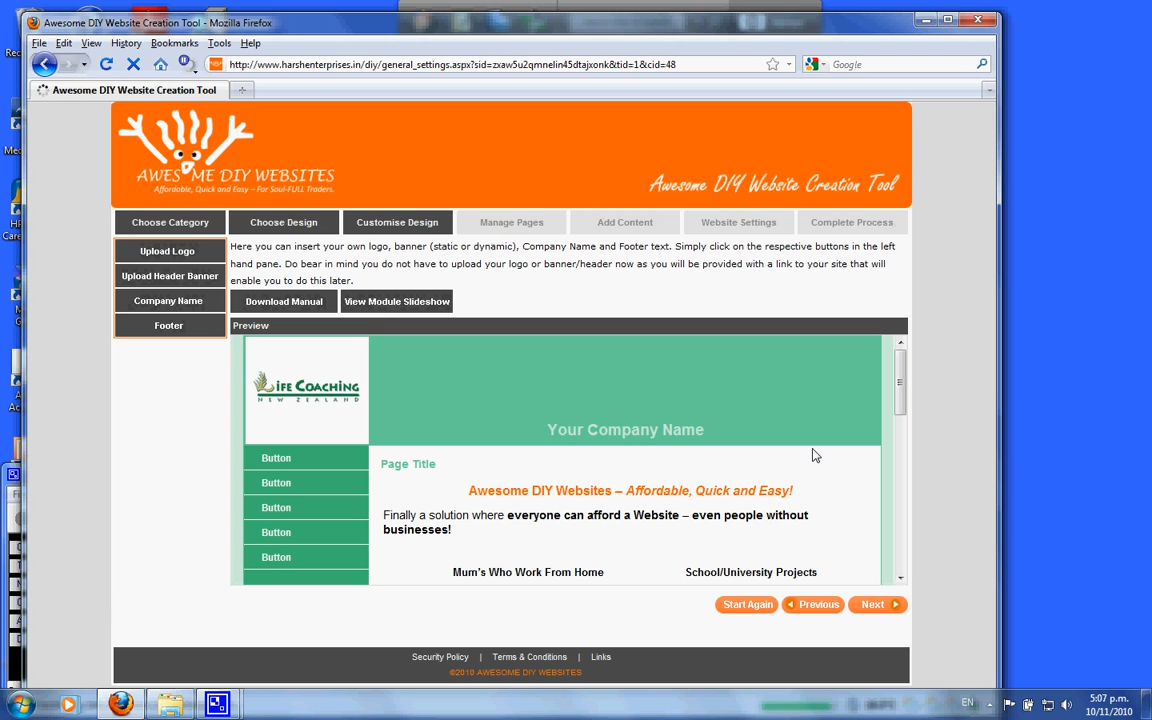 Awesome DIY Website Creation Tool - Mozilla Firefox
File Edit View History Bookmarks Tools Help
http://www.harshenterprises.in/diy/general_settings.aspx?sid=zxaw5u2qmnelin45dtajxonk&tid=1&cid=48
Google
Awesome DIY Website Creation Tool
AWESOME DIY WEBSITES
Affordable, Quick and Easy – For Soul-FULL Traders.
Awesome DIY Website Creation Tool
Choose Category Choose Design Customise Design Manage Pages Add Content Website Settings Complete Process
Upload Logo
Upload Header Banner
Company Name
Footer
Here you can insert your own logo, banner (static or dynamic), Company Name and Footer text. Simply click on the respective buttons in the left
hand pane. Do bear in mind you do not have to upload your logo or banner/header now as you will be provided with a link to your site that will
enable you to do this later.
Download Manual View Module Slideshow
Preview
LIFE COACHING
NEW ZEALAND
Your Company Name
Button
Button
Button
Button
Button
Page Title
Awesome DIY Websites – Affordable, Quick and Easy!
Finally a solution where everyone can afford a Website – even people without
businesses!
Mum's Who Work From Home School/University Projects
Start Again Previous Next
Security Policy | Terms & Conditions | Links
©2010 AWESOME DIY WEBSITES
EN
5:07 p.m.
10/11/2010